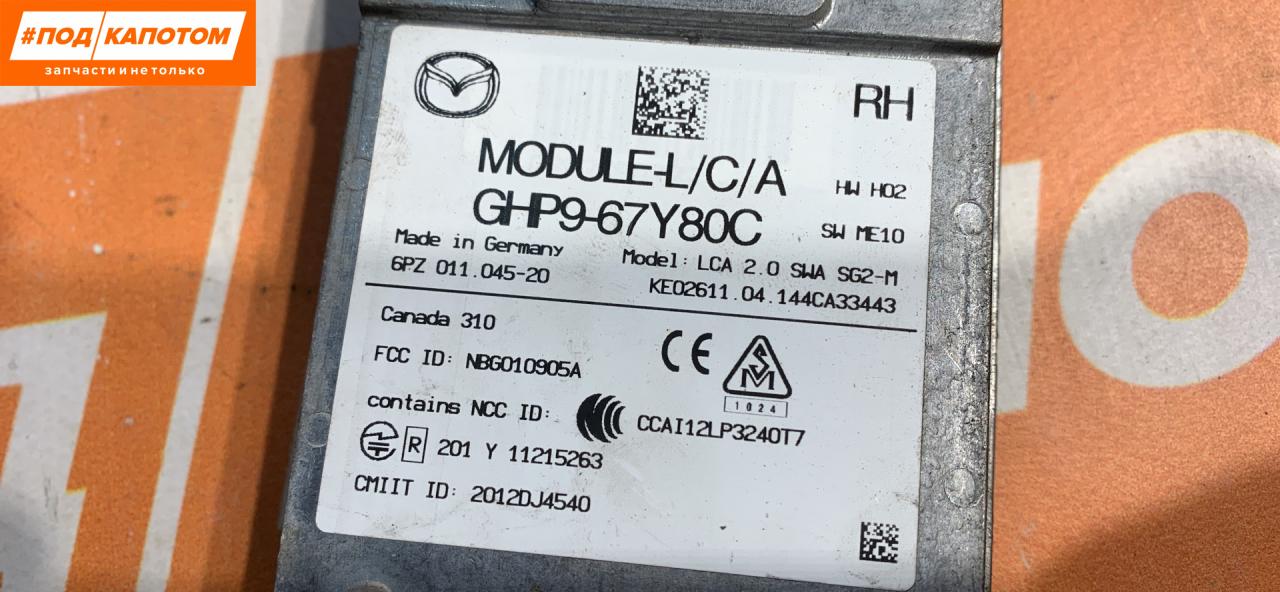 #ПОД КАПОТОМ
запчасти и не только
RH
MODULE-L/C/A
HW H02
GHP9-67Y80C
SW ME10
Made in Germany
Model: LCA 2.0 SWA SG2-M
6PZ 011.045-20
KE02611.04.144CA33443
Canada 310
FCC ID: NBG010905A
CE
SVM
1024
contains NCC ID: CCAI12LP3240T7
R 201 Y 11215263
CMIIT ID: 2012DJ4540